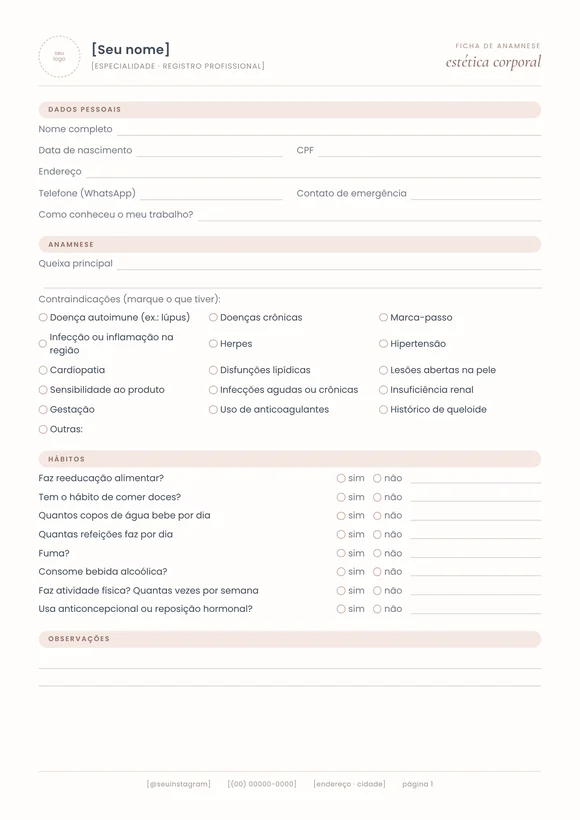 seu
logo
[Seu nome]
[ESPECIALIDADE · REGISTRO PROFISSIONAL]
FICHA DE ANAMNESE
estética corporal
DADOS PESSOAIS
Nome completo
Data de nascimento CPF
Endereço
Telefone (WhatsApp) Contato de emergência
Como conheceu o meu trabalho?
ANAMNESE
Queixa principal
Contraindicações (marque o que tiver):
Doença autoimune (ex.: lúpus) Doenças crônicas Marca-passo
Infecção ou inflamação na
região
Herpes Hipertensão
Cardiopatia Disfunções lipídicas Lesões abertas na pele
Sensibilidade ao produto Infecções agudas ou crônicas Insuficiência renal
Gestação Uso de anticoagulantes Histórico de queloide
Outras:
HÁBITOS
Faz reeducação alimentar? sim não
Tem o hábito de comer doces? sim não
Quantos copos de água bebe por dia sim não
Quantas refeições faz por dia sim não
Fuma? sim não
Consome bebida alcoólica? sim não
Faz atividade física? Quantas vezes por semana sim não
Usa anticoncepcional ou reposição hormonal? sim não
OBSERVAÇÕES
[@seuinstagram] [(00) 00000-0000] [endereço · cidade] página 1